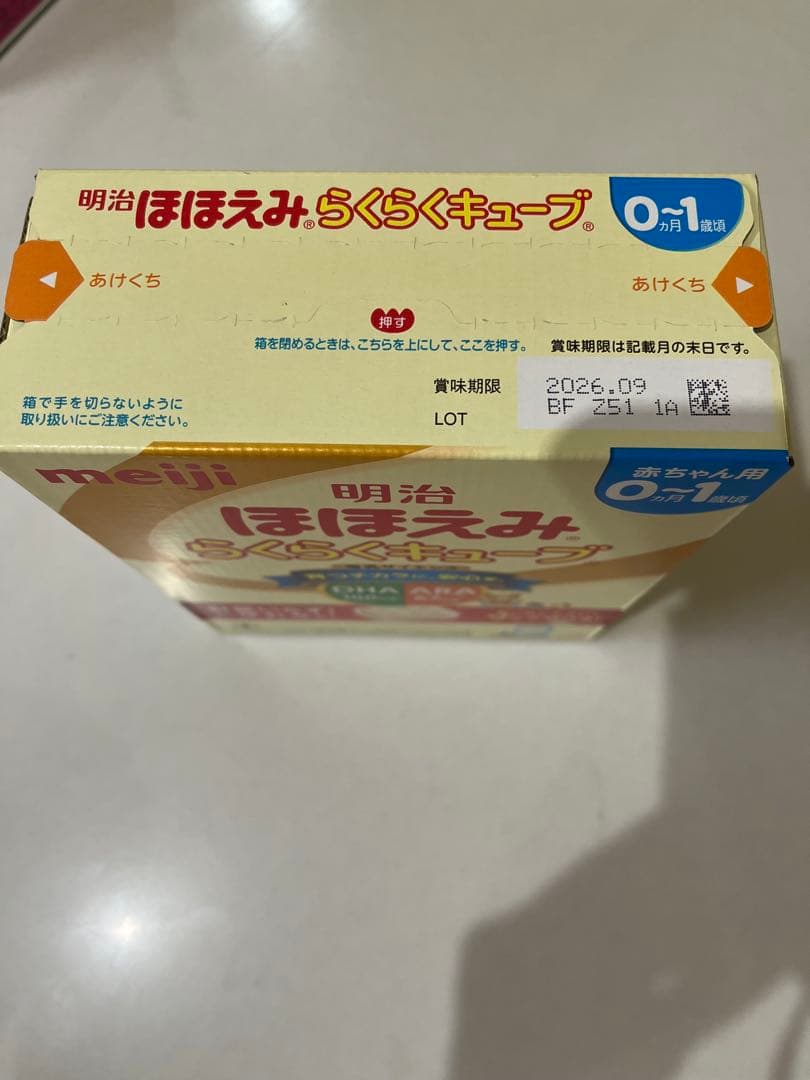 明治ほほえみ®らくらくキューブ®
0ヵ月~1歳頃
あけくち
あけくち
押す
箱を閉めるときは、こちらを上にして、ここを押す。
賞味期限は記載月の末日です。
箱で手を切らないように
取り扱いにご注意ください。
賞味期限 2026.09
LOT BF Z51 1A
meiji
赤ちゃん用
0ヵ月~1歳頃
明治
ほほえみ®
らくらくキューブ®
DHA ARA